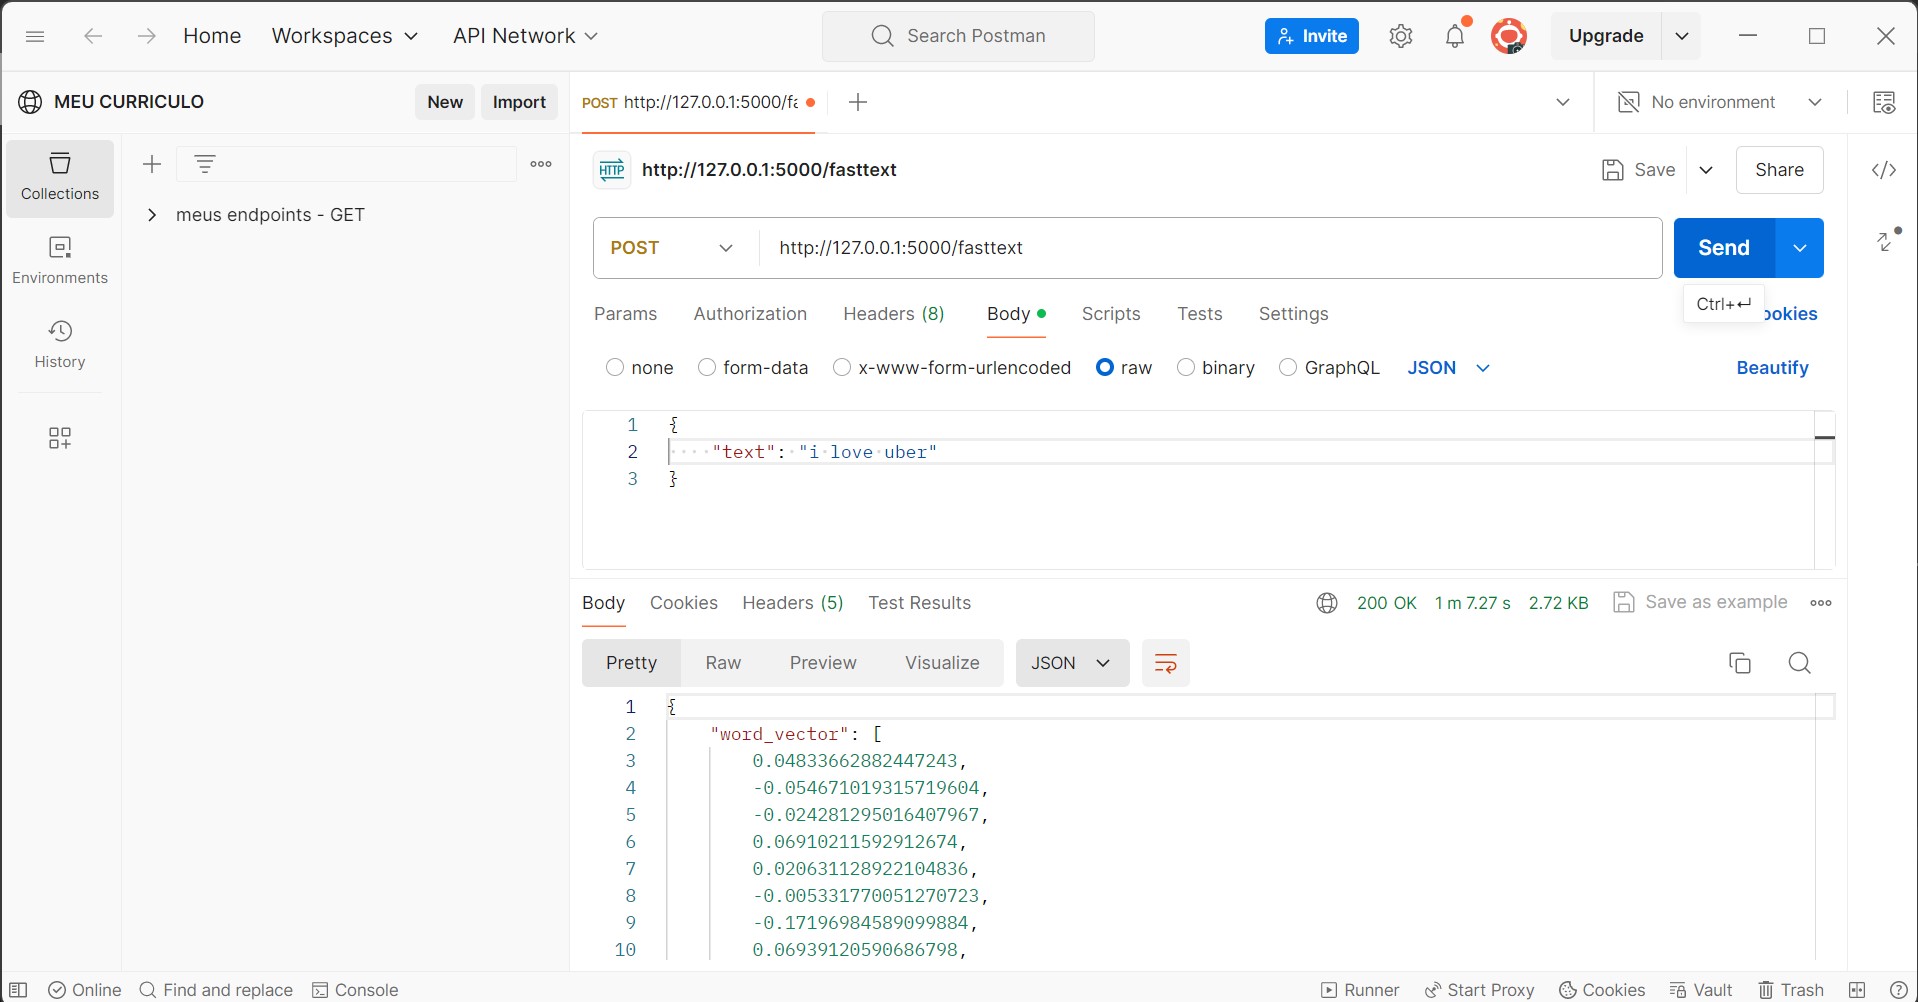 Home Workspaces API Network Search Postman Invite Upgrade
MEU CURRICULO New Import POST http://127.0.0.1:5000/fa No environment
Collections
Environments
History
meus endpoints - GET
HTTP http://127.0.0.1:5000/fasttext Save Share
POST http://127.0.0.1:5000/fasttext Send
Ctrl+↵
Params Authorization Headers (8) Body Scripts Tests Settings ookies
none form-data x-www-form-urlencoded raw binary GraphQL JSON Beautify
1 {
2 "text": "i love uber"
3 }
Body Cookies Headers (5) Test Results 200 OK 1 m 7.27 s 2.72 KB Save as example
Pretty Raw Preview Visualize JSON
1 {
2 "word_vector": [
3 0.04833662882447243,
4 -0.054671019315719604,
5 -0.024281295016407967,
6 0.06910211592912674,
7 0.020631128922104836,
8 -0.005331770051270723,
9 -0.17196984589099884,
10 0.06939120590686798,
Online Find and replace Console Runner Start Proxy Cookies Vault Trash